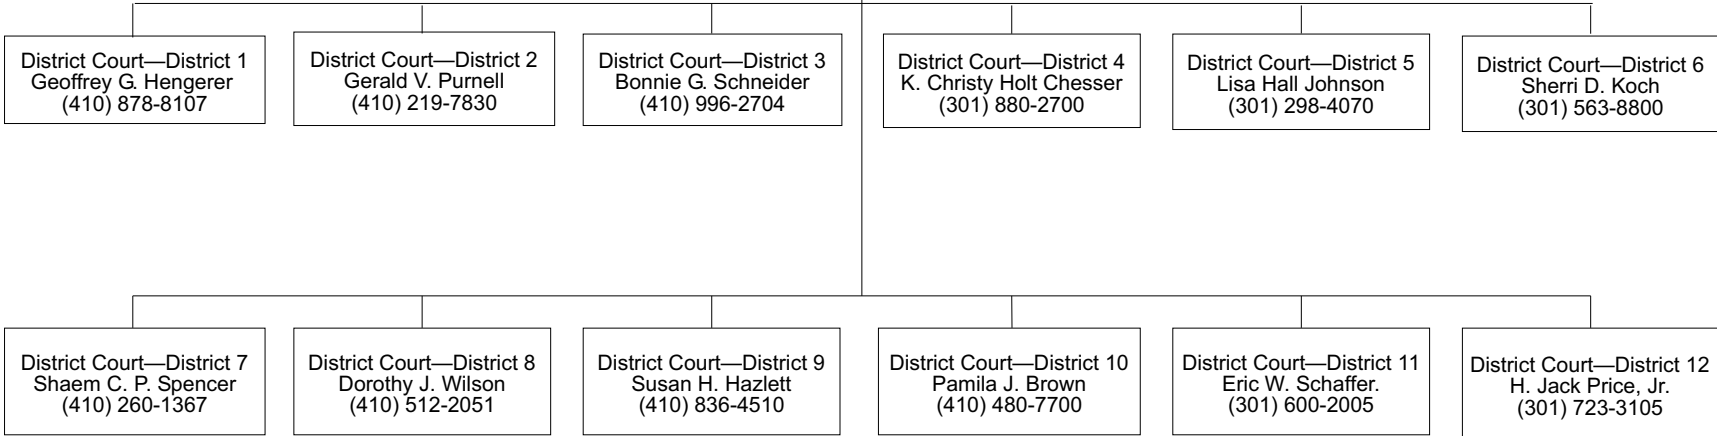 District Court—District 1
Geoffrey G. Hengerer
(410) 878-8107
District Court—District 2
Gerald V. Purnell
(410) 219-7830
District Court—District 3
Bonnie G. Schneider
(410) 996-2704
District Court—District 4
K. Christy Holt Chesser
(301) 880-2700
District Court—District 5
Lisa Hall Johnson
(301) 298-4070
District Court—District 6
Sherri D. Koch
(301) 563-8800
District Court—District 7
Shaem C. P. Spencer
(410) 260-1367
District Court—District 8
Dorothy J. Wilson
(410) 512-2051
District Court—District 9
Susan H. Hazlett
(410) 836-4510
District Court—District 10
Pamila J. Brown
(410) 480-7700
District Court—District 11
Eric W. Schaffer.
(301) 600-2005
District Court—District 12
H. Jack Price, Jr.
(301) 723-3105